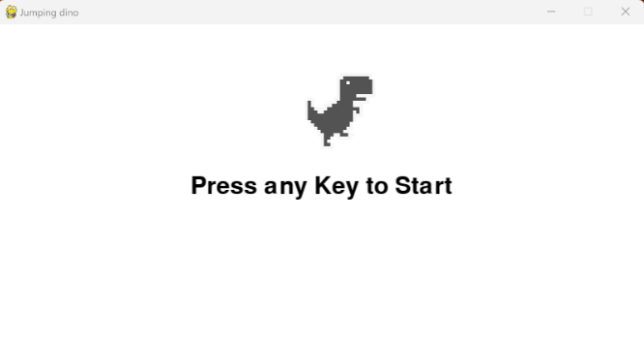 Jumping dino
Press any Key to Start